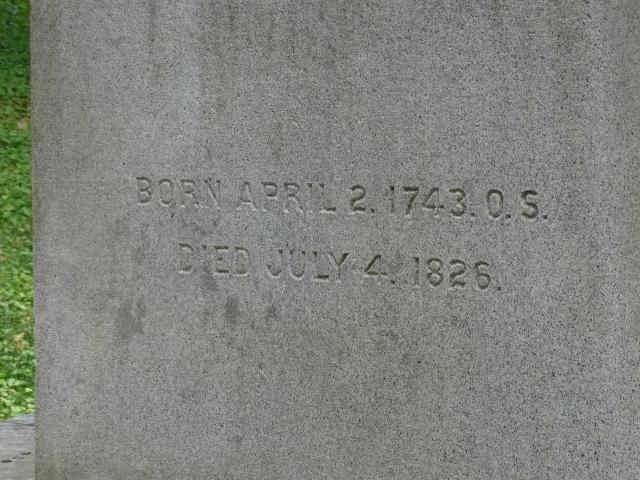 BORN APRIL 2. 1743. O. S.
DIED JULY 4. 1826.